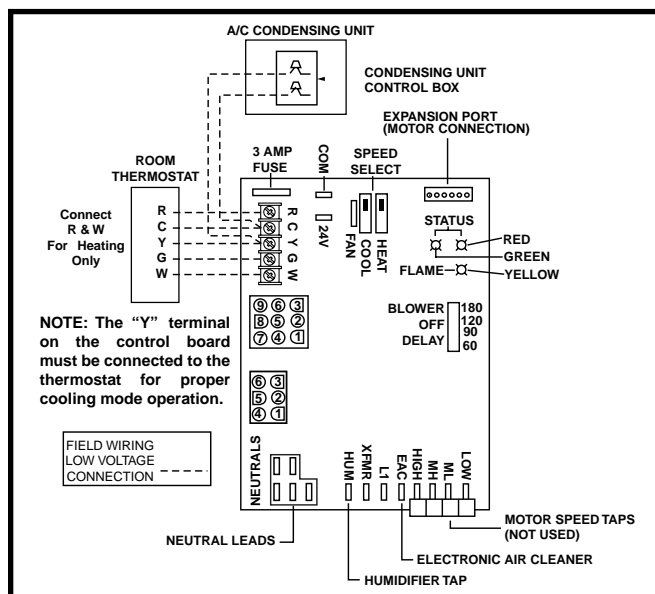 A/C CONDENSING UNIT
CONDENSING UNIT
CONTROL BOX
EXPANSION PORT
(MOTOR CONNECTION)
ROOM
THERMOSTAT
3 AMP
FUSE
COM
SPEED
SELECT
Connect
R & W
For Heating
Only
R
C
Y
G
W
R
C
Y
G
W
24V
FAN
COOL
HEAT
STATUS
RED
GREEN
FLAME
YELLOW
NOTE: The “Y” terminal
on the control board
must be connected to the
thermostat for proper
cooling mode operation.
9 6 3
8 5 2
7 4 1
BLOWER
OFF
DELAY
180
120
90
60
6 3
5 2
4 1
FIELD WIRING
LOW VOLTAGE
CONNECTION
NEUTRALS
HUM
XFMR
L1
EAC
HIGH
MH
ML
LOW
NEUTRAL LEADS
MOTOR SPEED TAPS
(NOT USED)
ELECTRONIC AIR CLEANER
HUMIDIFIER TAP